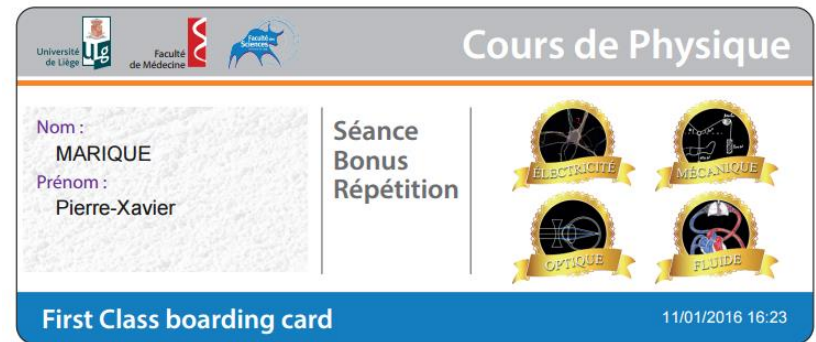 Université
de Liège
Faculté
de Médecine
Faculté des
Sciences
Cours de Physique
Nom :
MARIQUE
Prénom :
Pierre-Xavier
Séance
Bonus
Répétition
ÉLECTRICITÉ
MÉCANIQUE
OPTIQUE
FLUIDE
First Class boarding card
11/01/2016 16:23